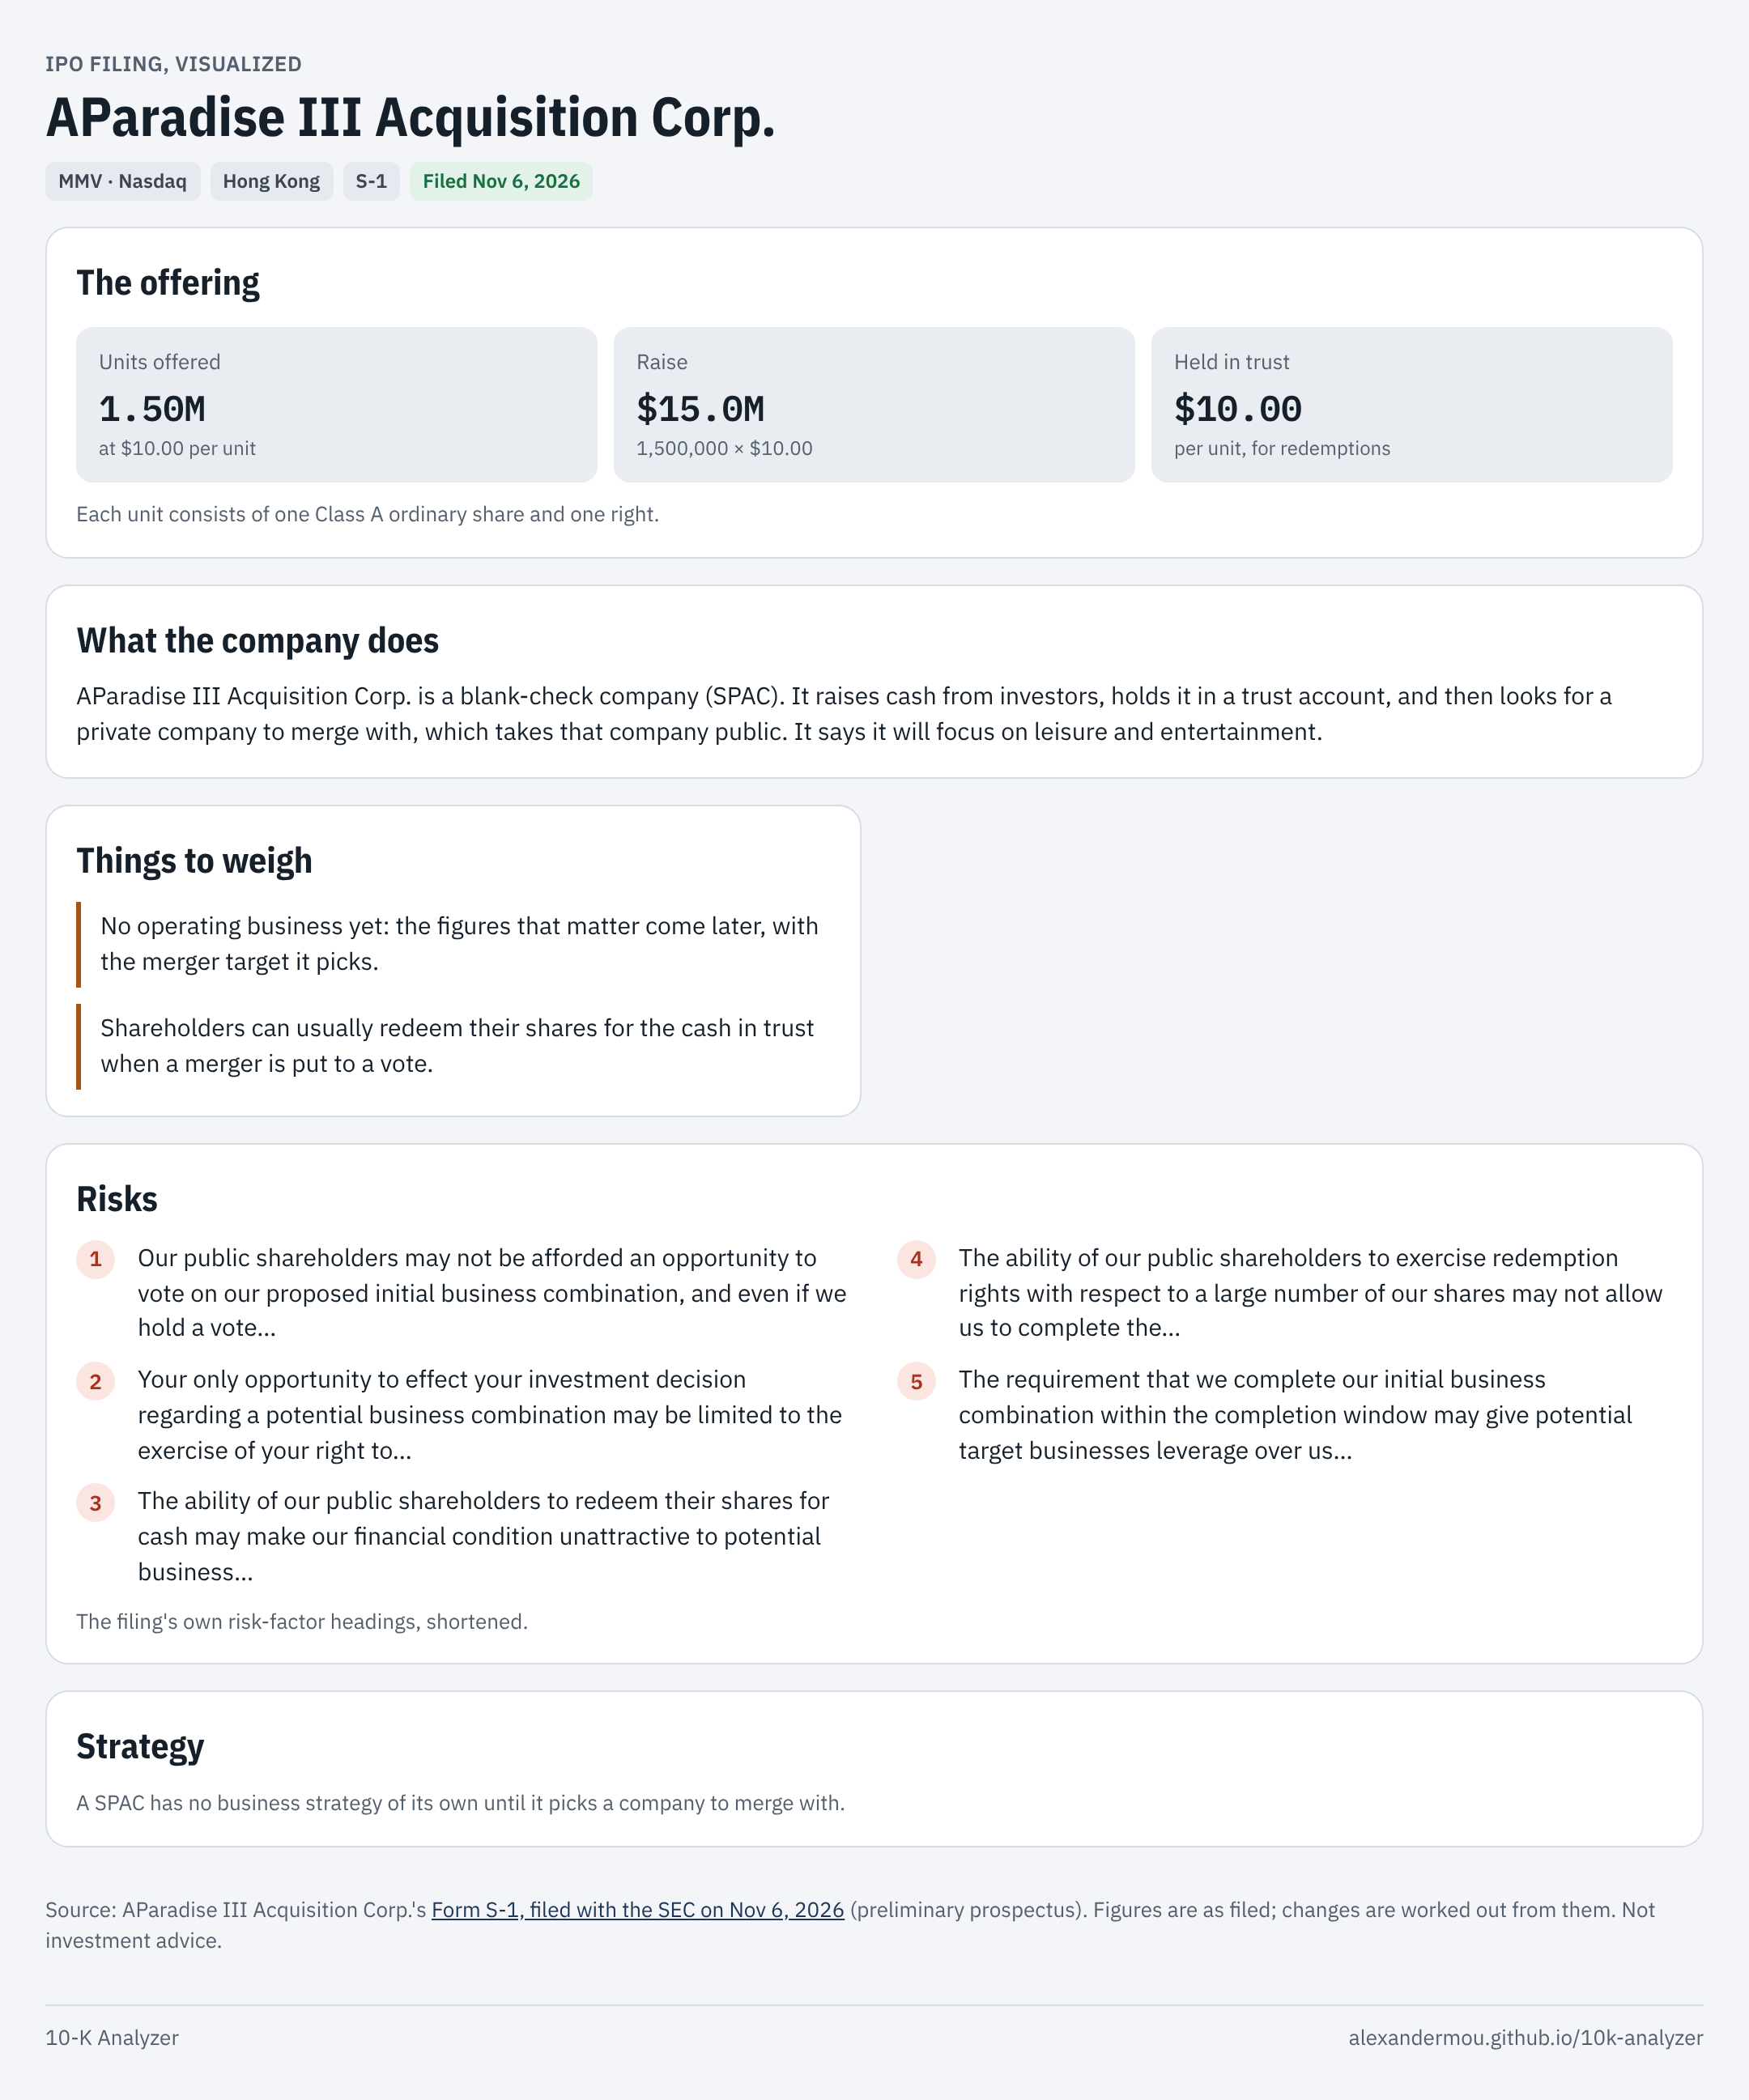 IPO FILING, VISUALIZED
AParadise III Acquisition Corp.
MMV · Nasdaq
Hong Kong
S-1
Filed Nov 6, 2026
The offering
Units offered
1.50M
at $10.00 per unit
Raise
$15.0M
1,500,000 × $10.00
Held in trust
$10.00
per unit, for redemptions
Each unit consists of one Class A ordinary share and one right.
What the company does
AParadise III Acquisition Corp. is a blank-check company (SPAC). It raises cash from investors, holds it in a trust account, and then looks for a
private company to merge with, which takes that company public. It says it will focus on leisure and entertainment.
Things to weigh
No operating business yet: the figures that matter come later, with
the merger target it picks.
Shareholders can usually redeem their shares for the cash in trust
when a merger is put to a vote.
Risks
1
Our public shareholders may not be afforded an opportunity to
vote on our proposed initial business combination, and even if we
hold a vote…
2
Your only opportunity to effect your investment decision
regarding a potential business combination may be limited to the
exercise of your right to…
3
The ability of our public shareholders to redeem their shares for
cash may make our financial condition unattractive to potential
business…
4
The ability of our public shareholders to exercise redemption
rights with respect to a large number of our shares may not allow
us to complete the…
5
The requirement that we complete our initial business
combination within the completion window may give potential
target businesses leverage over us…
The filing's own risk-factor headings, shortened.
Strategy
A SPAC has no business strategy of its own until it picks a company to merge with.
Source: AParadise III Acquisition Corp.'s Form S-1, filed with the SEC on Nov 6, 2026 (preliminary prospectus). Figures are as filed; changes are worked out from them. Not
investment advice.
10-K Analyzer
alexandermou.github.io/10k-analyzer